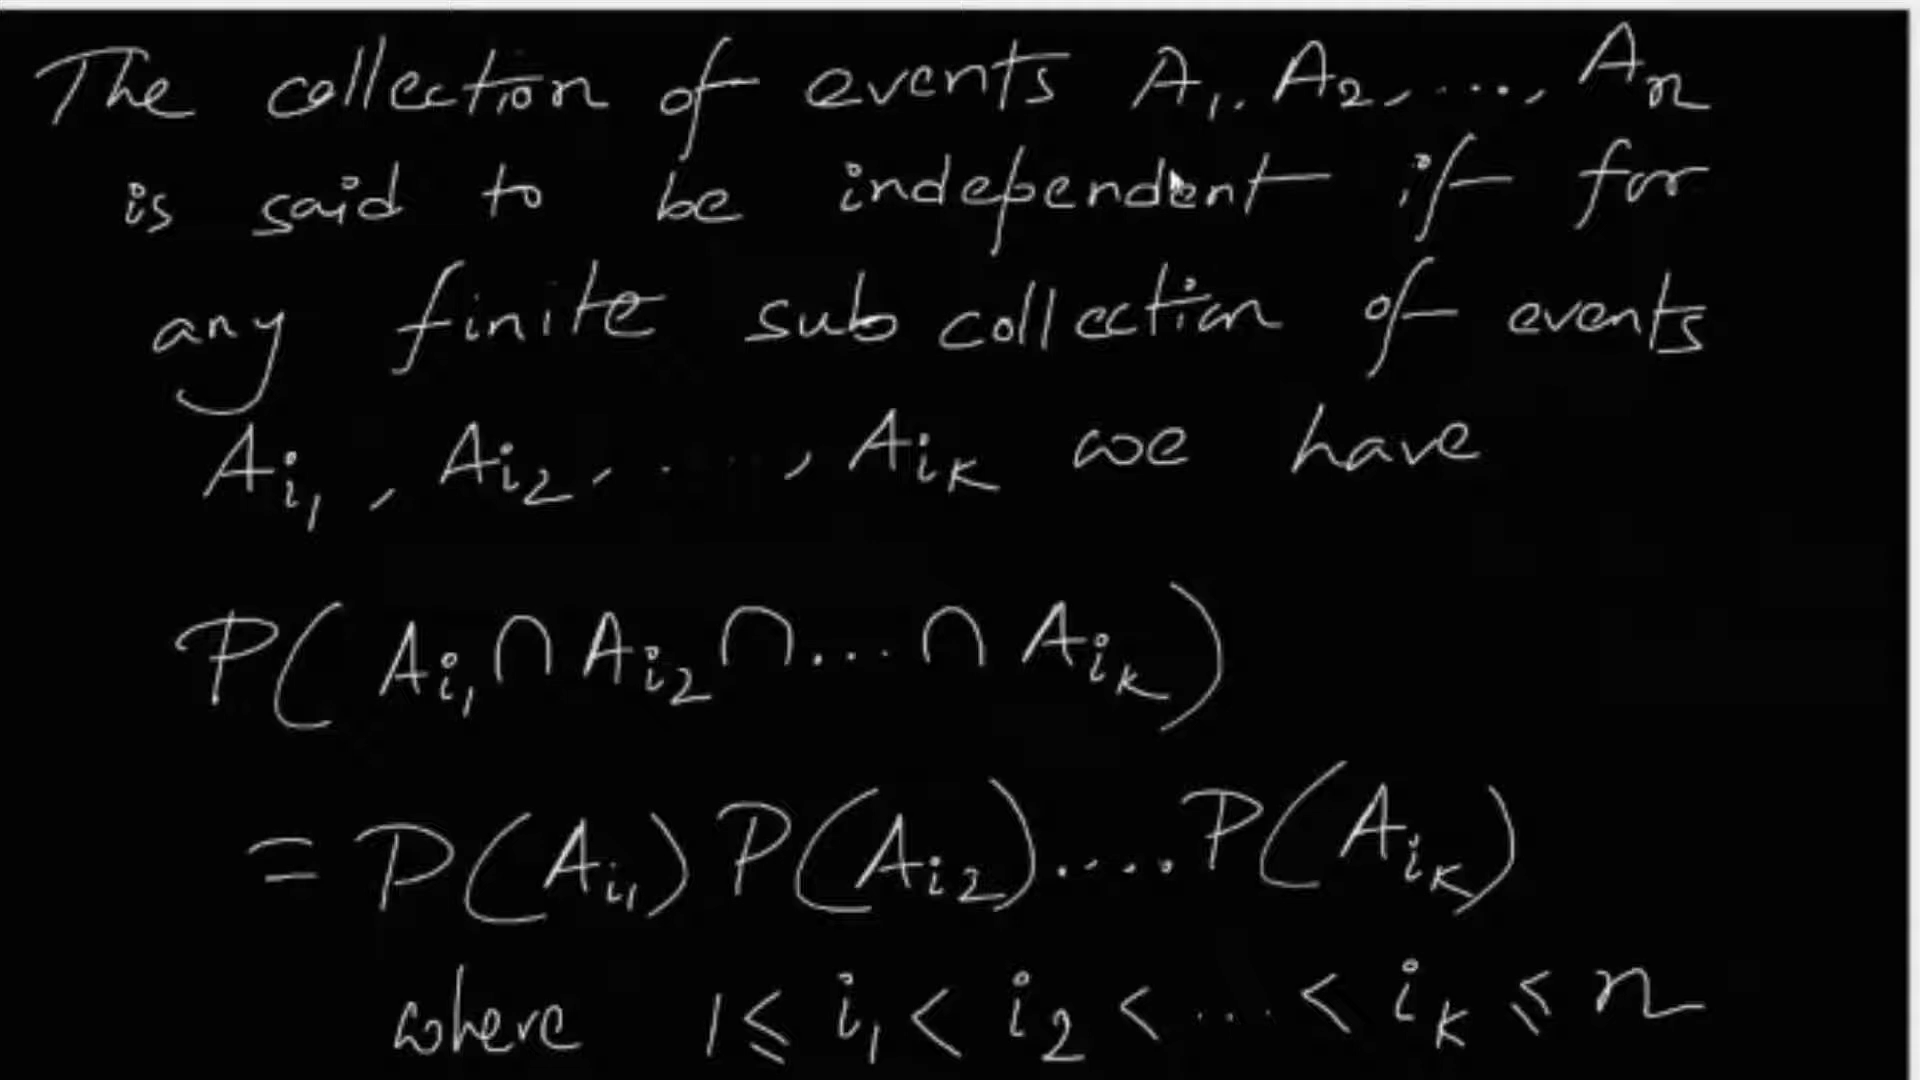 The collection of events A₁, A₂, ...., Aₙ
is said to be independent if for
any finite sub collection of events
Aᵢ₁, Aᵢ₂, ...., Aᵢₖ we have
P(Aᵢ₁ ∩ Aᵢ₂ ∩ ... ∩ Aᵢₖ)
= P(Aᵢ₁) P(Aᵢ₂) .... P(Aᵢₖ)
where 1 ≤ i₁ < i₂ < ... < iₖ ≤ n